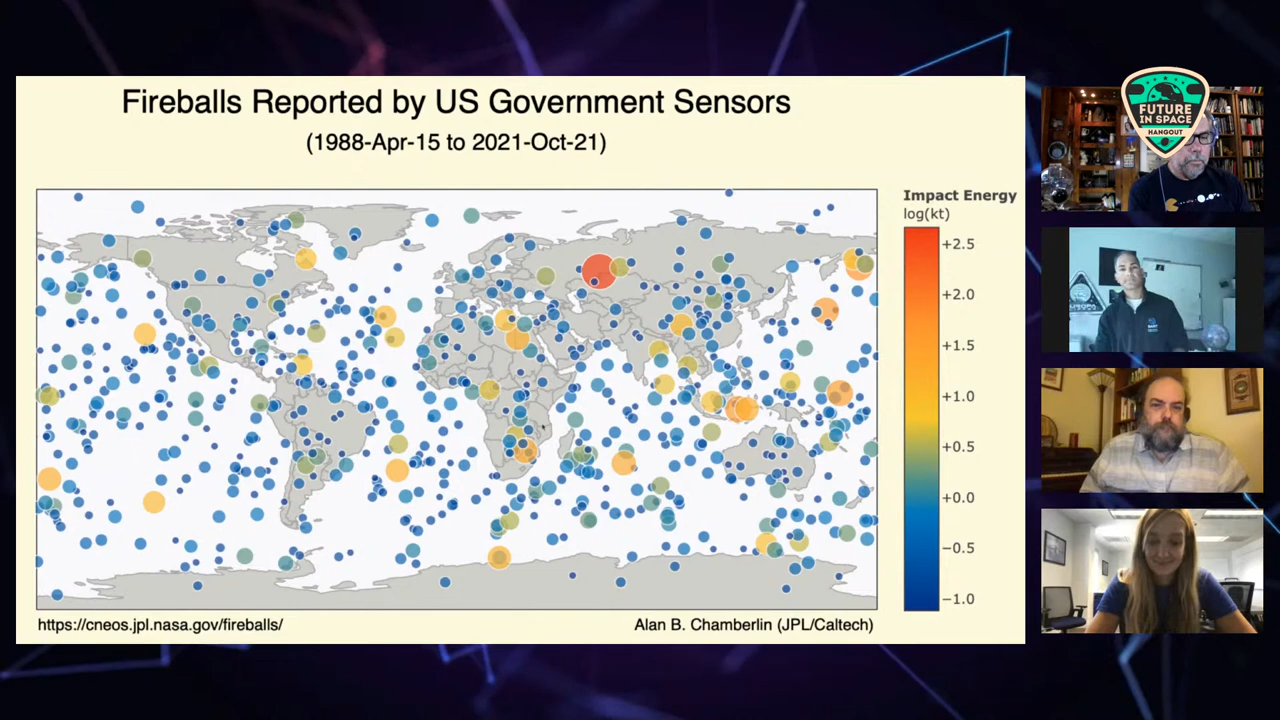 Fireballs Reported by US Government Sensors
(1988-Apr-15 to 2021-Oct-21)
Impact Energy
log(kt)
+2.5
+2.0
+1.5
+1.0
+0.5
+0.0
−0.5
−1.0
https://cneos.jpl.nasa.gov/fireballs/
Alan B. Chamberlin (JPL/Caltech)
FUTURE
IN SPACE
HANGOUT